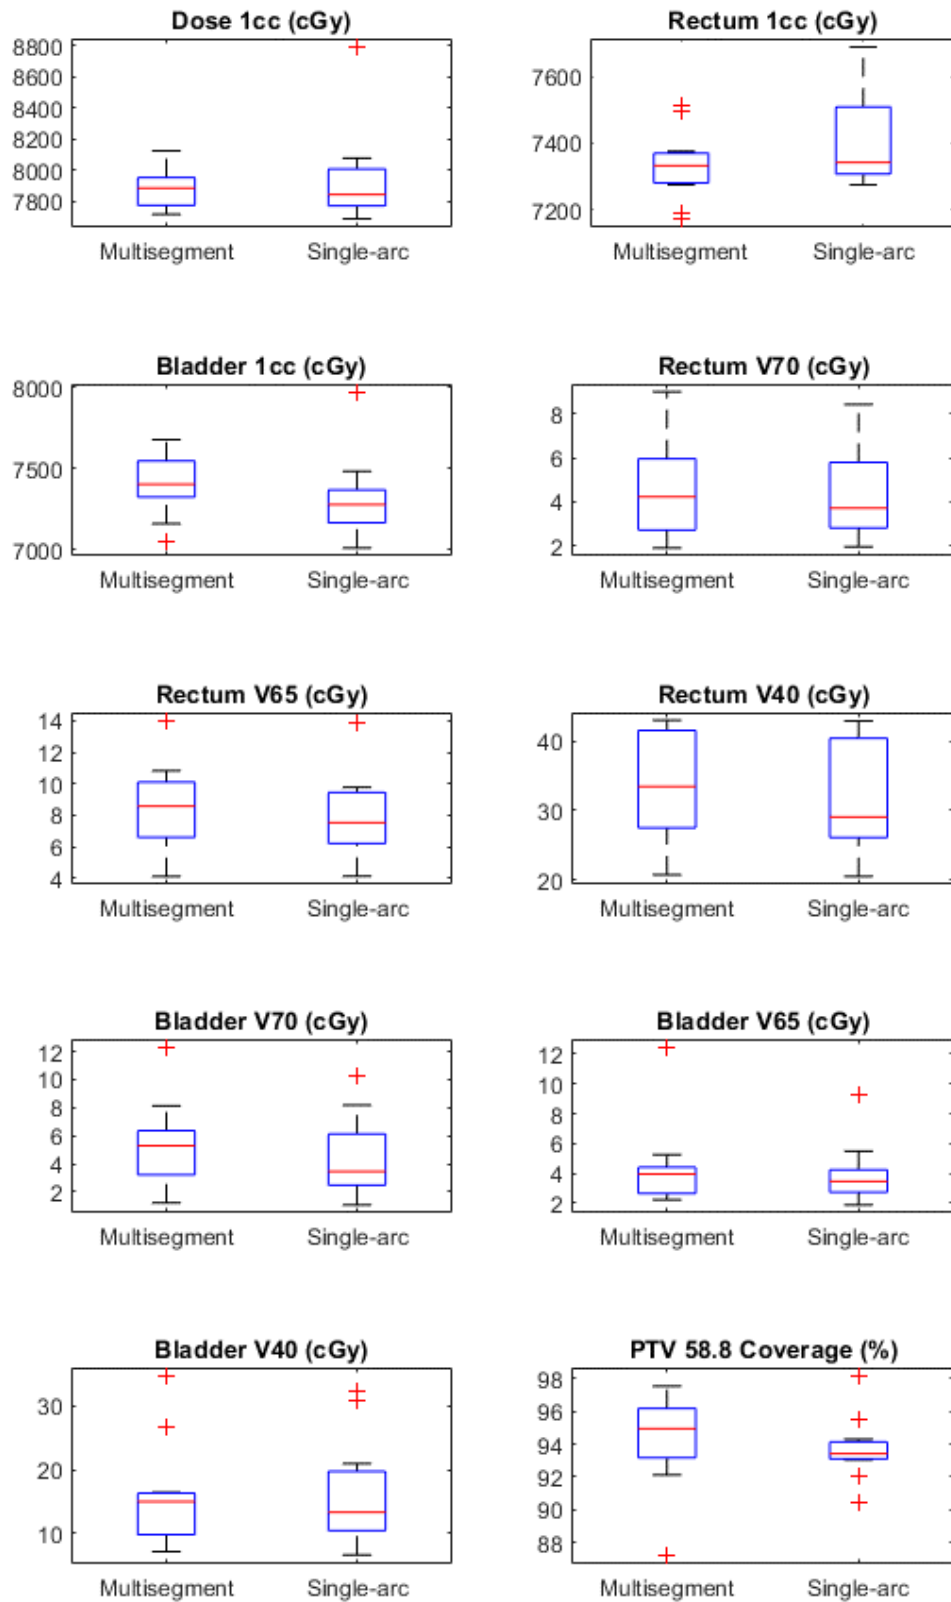 Dose 1cc (cGy)
8800
8600
8400
8200
8000
7800
Multisegment Single-arc
Rectum 1cc (cGy)
7600
7400
7200
Multisegment Single-arc
Bladder 1cc (cGy)
8000
7500
7000
Multisegment Single-arc
Rectum V70 (cGy)
8
6
4
2
Multisegment Single-arc
Rectum V65 (cGy)
14
12
10
8
6
4
Multisegment Single-arc
Rectum V40 (cGy)
40
30
20
Multisegment Single-arc
Bladder V70 (cGy)
12
10
8
6
4
2
Multisegment Single-arc
Bladder V65 (cGy)
12
10
8
6
4
2
Multisegment Single-arc
Bladder V40 (cGy)
30
20
10
Multisegment Single-arc
PTV 58.8 Coverage (%)
98
96
94
92
90
88
Multisegment Single-arc